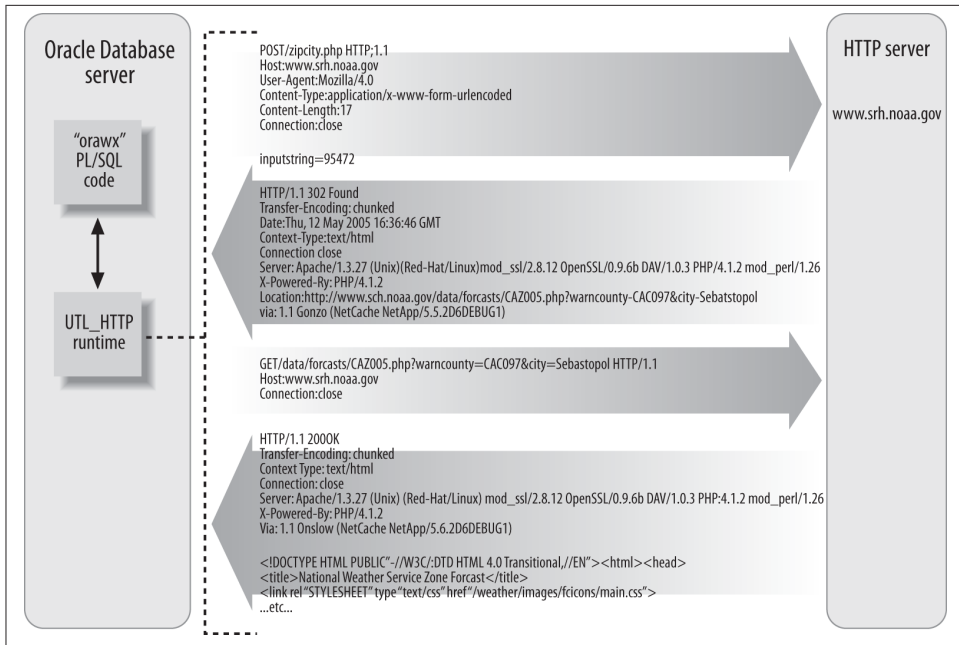 Oracle Database
server
"orawx"
PL/SQL
code
UTL_HTTP
runtime
POST/zipcity.php HTTP;1.1
Host:www.srh.noaa.gov
User-Agent:Mozilla/4.0
Content-Type:application/x-www-form-urlencoded
Content-Length:17
Connection:close
inputstring=95472
HTTP/1.1 302 Found
Transfer-Encoding: chunked
Date:Thu, 12 May 2005 16:36:46 GMT
Context-Type:text/html
Connection close
Server: Apache/1.3.27 (Unix)(Red-Hat/Linux)mod_ssl/2.8.12 OpenSSL/0.9.6b DAV/1.0.3 PHP/4.1.2 mod_perl/1.26
X-Powered-Ry: PHP/4.1.2
Location:http://www.sch.noaa.gov/data/forcasts/CAZ005.php?warncounty-CAC097&city-Sebatstopol
via: 1.1 Gonzo (NetCache NetApp/5.5.2D6DEBUG1)
GET/data/forcasts/CAZ005.php?warncounty=CAC097&city=Sebastopol HTTP/1.1
Host:www.srh.noaa.gov
Connection:close
HTTP/1.1 200OK
Transfer-Encoding: chunked
Context Type: text/html
Connection: close
Server: Apache/1.3.27 (Unix) (Red-Hat/Linux) mod_ssl/2.8.12 OpenSSL/0.9.6b DAV/1.0.3 PHP:4.1.2 mod_perl/1.26
X-Powered-By: PHP/4.1.2
Via: 1.1 Onslow (NetCache NetApp/5.6.2D6DEBUG1)
<!DOCTYPE HTML PUBLIC"-//W3C/:DTD HTML 4.0 Transitional,//EN"><html><head>
<title>National Weather Service Zone Forcast</title>
<link rel "STYLESHEET" type "text/css" href "/weather/images/fcicons/main.css">
...etc...
HTTP server
www.srh.noaa.gov